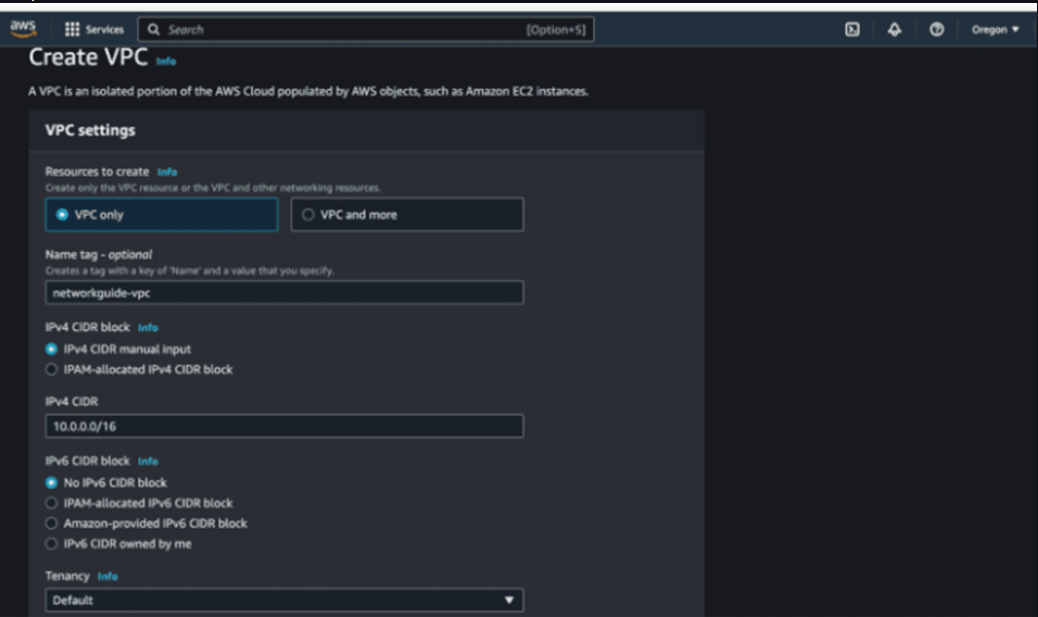 aws Services Search [Option+S] Oregon ▼
Create VPC Info
A VPC is an isolated portion of the AWS Cloud populated by AWS objects, such as Amazon EC2 instances.
VPC settings
Resources to create Info
Create only the VPC resource or the VPC and other networking resources.
VPC only VPC and more
Name tag - optional
Creates a tag with a key of 'Name' and a value that you specify.
networkguide-vpc
IPv4 CIDR block Info
IPv4 CIDR manual input
IPAM-allocated IPv4 CIDR block
IPv4 CIDR
10.0.0.0/16
IPv6 CIDR block Info
No IPv6 CIDR block
IPAM-allocated IPv6 CIDR block
Amazon-provided IPv6 CIDR block
IPv6 CIDR owned by me
Tenancy Info
Default ▼